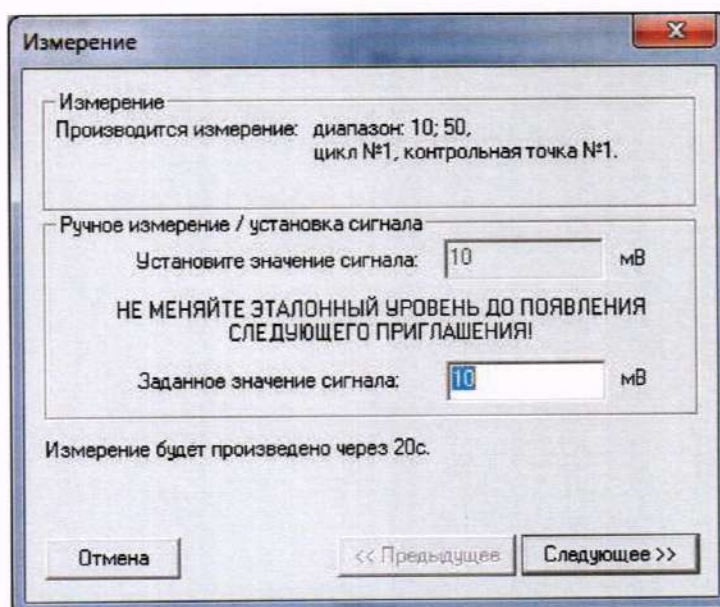 Измерение
Измерение
Производится измерение: диапазон: 10; 50,
цикл №1, контрольная точка №1.
Ручное измерение / установка сигнала
Установите значение сигнала: 10 мВ
НЕ МЕНЯЙТЕ ЭТАЛОННЫЙ УРОВЕНЬ ДО ПОЯВЛЕНИЯ
СЛЕДУЮЩЕГО ПРИГЛАШЕНИЯ!
Заданное значение сигнала: 10 мВ
Измерение будет произведено через 20с.
Отмена << Предыдущее Следующее >>